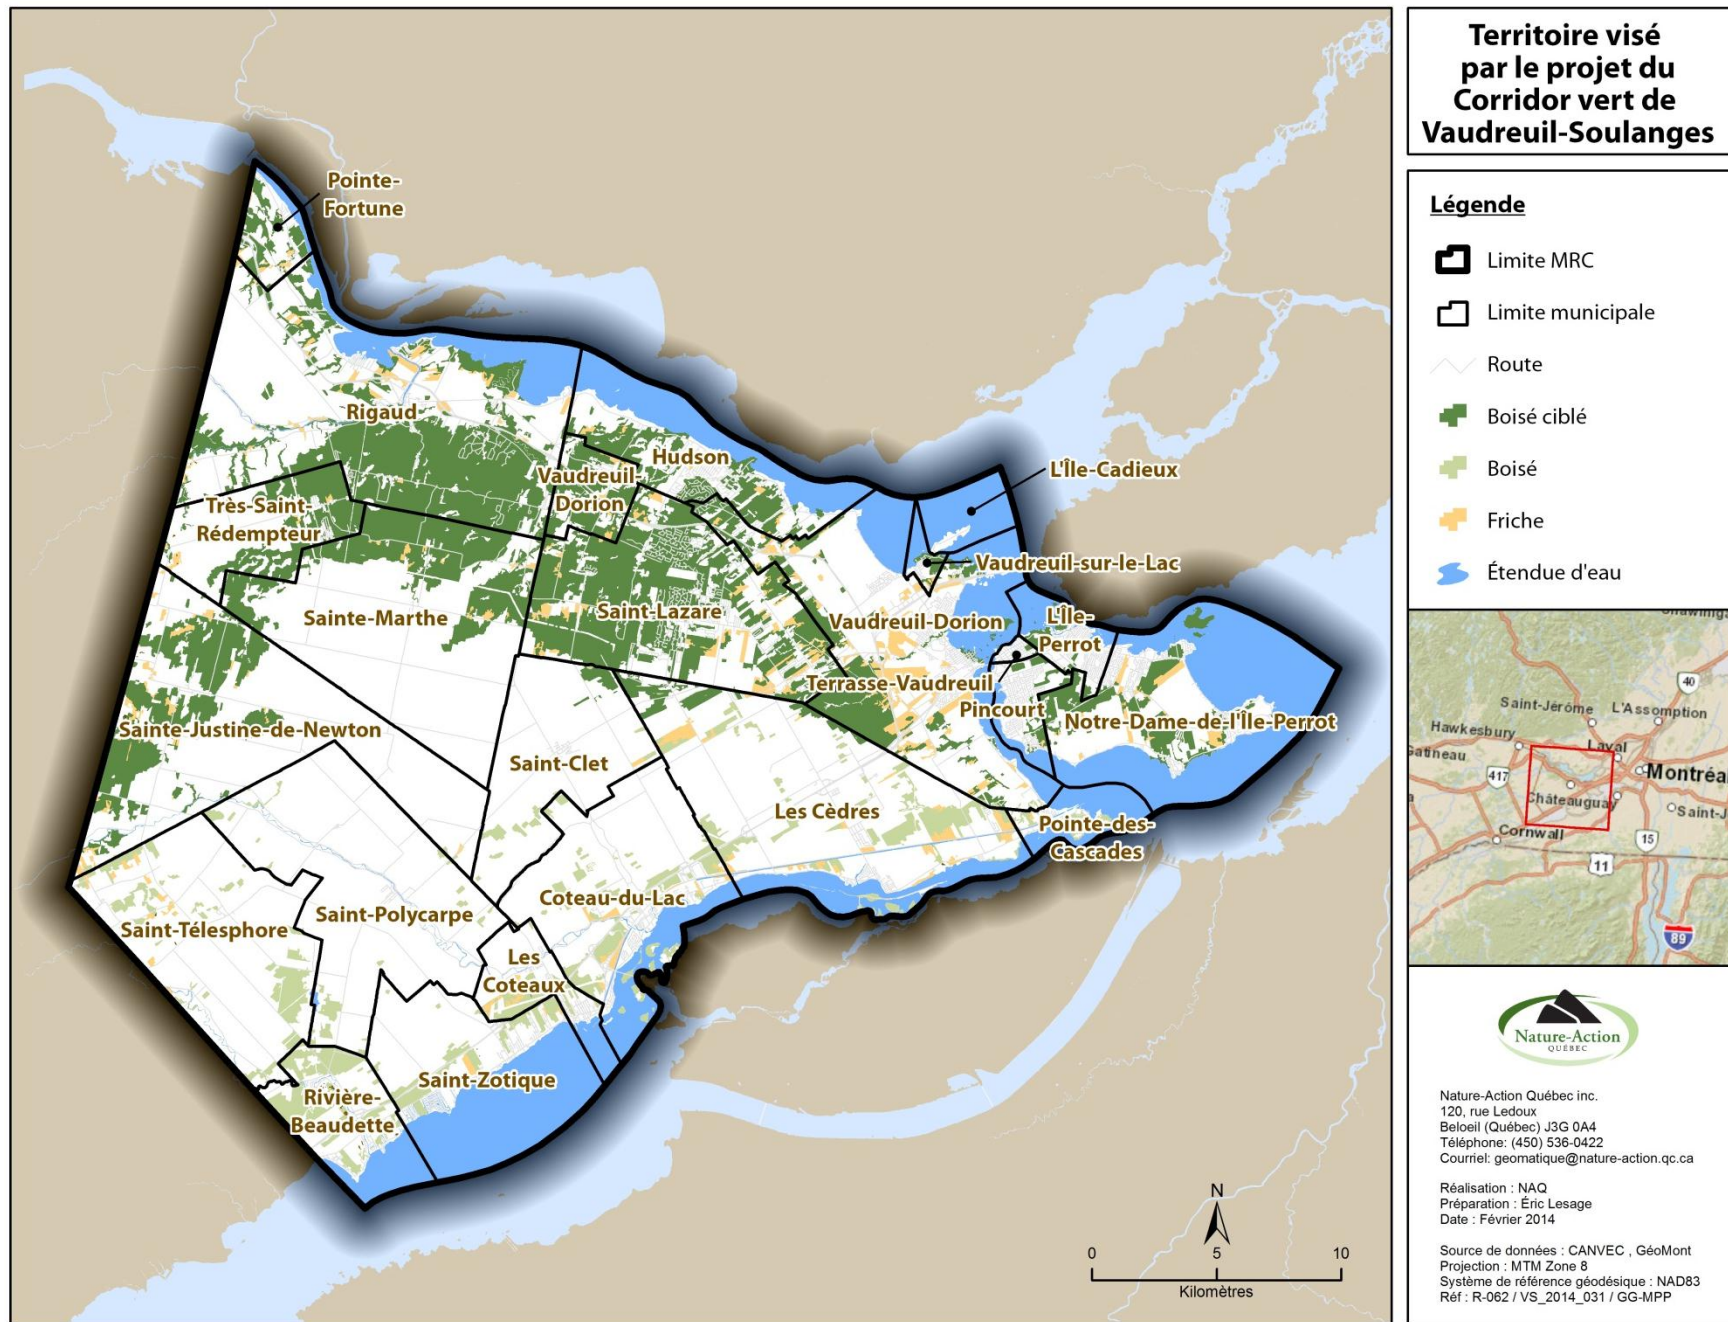 Territoire visé
par le projet du
Corridor vert de
Vaudreuil-Soulanges
Légende
Limite MRC
Limite municipale
Route
Boisé ciblé
Boisé
Friche
Étendue d'eau
Pointe-
Fortune
Rigaud
Hudson
Vaudreuil-
Dorion
L'Île-Cadieux
Très-Saint-
Rédempteur
Vaudreuil-sur-le-Lac
Sainte-Marthe
Saint-Lazare
Vaudreuil-Dorion
L'Île-
Perrot
Terrasse-Vaudreuil
Pincourt
Notre-Dame-de-l'Île-Perrot
Sainte-Justine-de-Newton
Saint-Clet
Les Cèdres
Pointe-des-
Cascades
Coteau-du-Lac
Saint-Polycarpe
Saint-Télesphore
Les
Coteaux
Saint-Zotique
Rivière-
Beaudette
N
0 5 10
Kilomètres
40
Saint-Jérôme
L'Assomption
Hawkesbury
Gatineau
Laval
417
Montréa
Châteauguay
Saint-J
Cornwall
15
11
89
Nature-Action
QUÉBEC
Nature-Action Québec inc.
120, rue Ledoux
Beloeil (Québec) J3G 0A4
Téléphone: (450) 536-0422
Courriel: geomatique@nature-action.qc.ca
Réalisation : NAQ
Préparation : Éric Lesage
Date : Février 2014
Source de données : CANVEC , GéoMont
Projection : MTM Zone 8
Système de référence géodésique : NAD83
Réf : R-062 / VS_2014_031 / GG-MPP